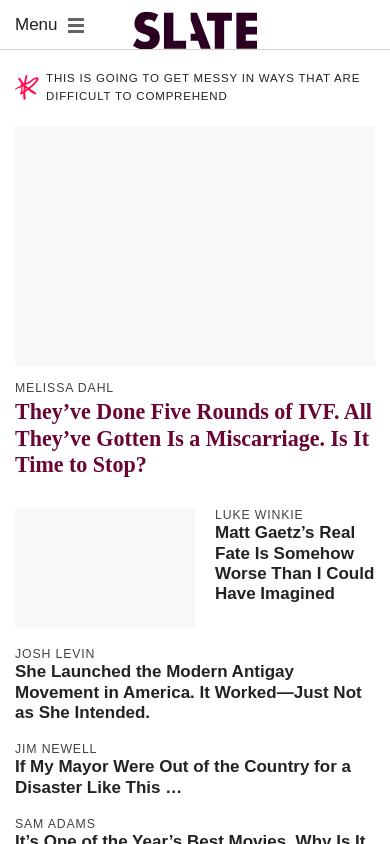 Menu
SLATE
THIS IS GOING TO GET MESSY IN WAYS THAT ARE
DIFFICULT TO COMPREHEND
MELISSA DAHL
They’ve Done Five Rounds of IVF. All
They’ve Gotten Is a Miscarriage. Is It
Time to Stop?
LUKE WINKIE
Matt Gaetz’s Real
Fate Is Somehow
Worse Than I Could
Have Imagined
JOSH LEVIN
She Launched the Modern Antigay
Movement in America. It Worked—Just Not
as She Intended.
JIM NEWELL
If My Mayor Were Out of the Country for a
Disaster Like This …
SAM ADAMS
It’s One of the Year’s Best Movies. Why Is It